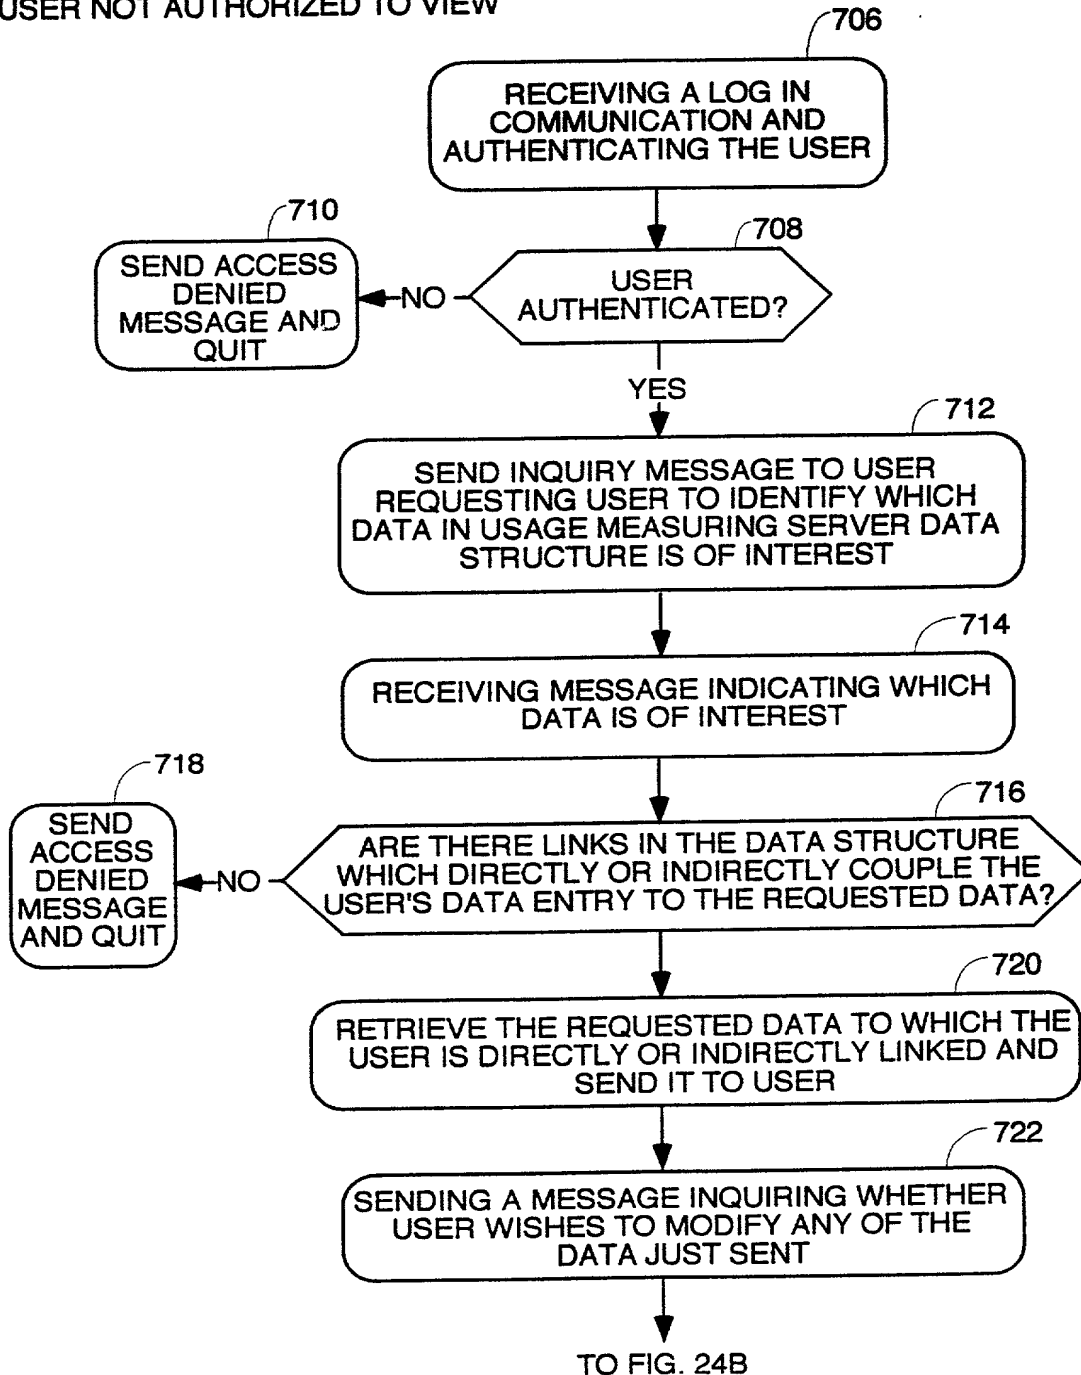 USER NOT AUTHORIZED TO VIEW
706
RECEIVING A LOG IN
COMMUNICATION AND
AUTHENTICATING THE USER
710
708
SEND ACCESS
DENIED
MESSAGE AND
QUIT
NO
USER
AUTHENTICATED?
YES
712
SEND INQUIRY MESSAGE TO USER
REQUESTING USER TO IDENTIFY WHICH
DATA IN USAGE MEASURING SERVER DATA
STRUCTURE IS OF INTEREST
714
RECEIVING MESSAGE INDICATING WHICH
DATA IS OF INTEREST
718
716
SEND
ACCESS
DENIED
MESSAGE
AND QUIT
NO
ARE THERE LINKS IN THE DATA STRUCTURE
WHICH DIRECTLY OR INDIRECTLY COUPLE THE
USER'S DATA ENTRY TO THE REQUESTED DATA?
720
RETRIEVE THE REQUESTED DATA TO WHICH THE
USER IS DIRECTLY OR INDIRECTLY LINKED AND
SEND IT TO USER
722
SENDING A MESSAGE INQUIRING WHETHER
USER WISHES TO MODIFY ANY OF THE
DATA JUST SENT
TO FIG. 24B